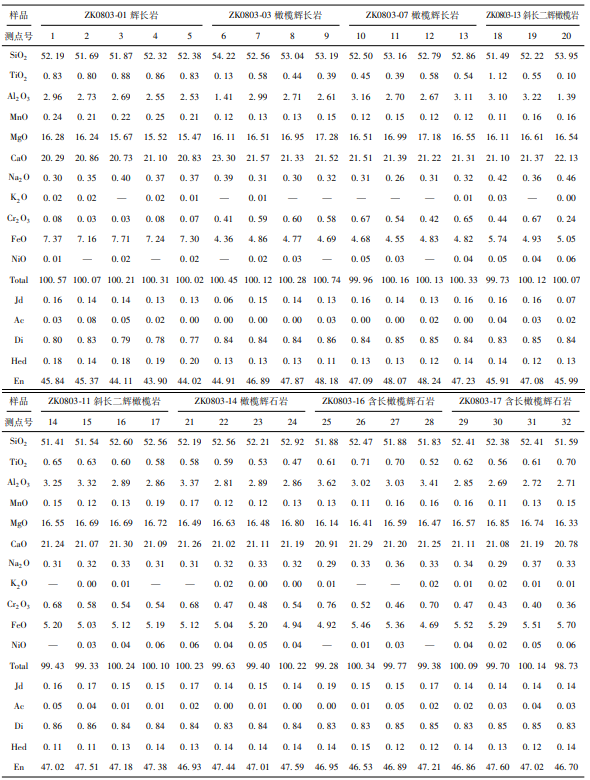 样品 ZK0803-01 辉长岩 ZK0803-03 橄榄辉长岩 ZK0803-07 橄榄辉长岩 ZK0803-13 斜长二辉橄榄岩
测点号 1 2 3 4 5 6 7 8 9 10 11 12 13 18 19 20
SiO2 52.19 51.69 51.87 52.32 52.38 54.22 52.56 53.04 53.19 52.50 53.16 52.79 52.86 51.49 52.22 53.95
TiO2 0.83 0.80 0.88 0.86 0.83 0.13 0.58 0.44 0.39 0.45 0.39 0.58 0.54 1.12 0.55 0.10
Al2O3 2.96 2.73 2.69 2.55 2.53 1.41 2.99 2.71 2.61 3.16 2.70 2.67 3.11 3.10 3.22 1.39
MnO 0.24 0.21 0.22 0.25 0.21 0.12 0.13 0.13 0.15 0.12 0.15 0.12 0.12 0.11 0.16 0.16
MgO 16.28 16.24 15.67 15.52 15.47 16.11 16.51 16.95 17.28 16.51 16.99 17.18 16.55 16.11 16.61 16.54
CaO 20.29 20.86 20.73 21.10 20.83 23.30 21.57 21.33 21.52 21.51 21.39 21.22 21.31 21.10 21.37 22.13
Na2O 0.30 0.35 0.40 0.37 0.37 0.39 0.31 0.30 0.32 0.31 0.26 0.31 0.32 0.42 0.36 0.46
K2O 0.02 0.02 — 0.02 0.01 — 0.01 — — — — — 0.01 0.03 — 0.00
Cr2O3 0.08 0.03 0.03 0.08 0.07 0.41 0.59 0.60 0.58 0.67 0.54 0.42 0.65 0.44 0.67 0.24
FeO 7.37 7.16 7.71 7.24 7.30 4.36 4.86 4.77 4.69 4.68 4.55 4.83 4.82 5.74 4.93 5.05
NiO 0.01 — 0.02 — 0.02 — 0.02 0.03 — 0.05 0.03 — 0.04 0.05 0.04 0.06
Total 100.57 100.07 100.21 100.31 100.02 100.45 100.12 100.28 100.74 99.96 100.16 100.13 100.33 99.73 100.12 100.07
Jd 0.16 0.14 0.14 0.13 0.13 0.06 0.15 0.14 0.13 0.16 0.14 0.13 0.16 0.16 0.16 0.07
Ac 0.03 0.08 0.05 0.02 0.00 0.00 0.00 0.00 0.03 0.00 0.00 0.02 0.00 0.04 0.03 0.02
Di 0.80 0.83 0.79 0.78 0.77 0.84 0.84 0.84 0.86 0.84 0.85 0.85 0.84 0.83 0.85 0.84
Hed 0.18 0.14 0.18 0.19 0.20 0.13 0.13 0.13 0.11 0.13 0.13 0.12 0.14 0.14 0.12 0.13
En 45.84 45.37 44.11 43.90 44.02 44.91 46.89 47.87 48.18 47.09 48.07 48.24 47.23 45.91 47.08 45.99
样品 ZK0803-11 斜长二辉橄榄岩 ZK0803-14 橄榄辉石岩 ZK0803-16 含长橄榄辉石岩 ZK0803-17 含长橄榄辉石岩
测点号 14 15 16 17 21 22 23 24 25 26 27 28 29 30 31 32
SiO2 51.41 51.54 52.60 52.56 52.19 52.56 52.21 52.92 51.88 52.47 51.88 51.83 52.41 52.38 52.41 51.59
TiO2 0.65 0.63 0.60 0.58 0.58 0.59 0.53 0.47 0.61 0.71 0.70 0.52 0.62 0.56 0.61 0.70
Al2O3 3.25 3.32 2.89 2.86 3.37 2.81 2.89 2.86 3.62 3.02 3.03 3.41 2.85 2.69 2.72 2.71
MnO 0.15 0.12 0.13 0.19 0.17 0.12 0.12 0.13 0.13 0.11 0.16 0.16 0.16 0.11 0.13 0.15
MgO 16.55 16.69 16.69 16.72 16.49 16.63 16.48 16.80 16.14 16.41 16.59 16.47 16.57 16.85 16.74 16.33
CaO 21.24 21.07 21.30 21.09 21.26 21.02 21.11 21.19 20.91 21.29 21.20 21.25 21.11 21.08 21.19 20.78
Na2O 0.31 0.32 0.33 0.31 0.31 0.32 0.33 0.32 0.29 0.33 0.36 0.33 0.34 0.29 0.37 0.33
K2O — 0.00 0.01 — — 0.02 0.00 0.00 0.01 — — 0.02 0.01 0.02 0.01 0.01
Cr2O3 0.68 0.58 0.54 0.54 0.68 0.47 0.48 0.54 0.76 0.52 0.46 0.70 0.47 0.43 0.40 0.36
FeO 5.20 5.03 5.12 5.19 5.12 5.04 5.20 4.94 4.92 5.46 5.36 4.69 5.52 5.29 5.51 5.70
NiO — 0.03 0.04 0.06 0.06 0.04 0.05 0.04 — 0.01 0.03 — 0.04 0.02 0.05 0.06
Total 99.43 99.33 100.24 100.10 100.23 99.63 99.40 100.22 99.28 100.34 99.77 99.38 100.09 99.70 100.14 98.73
Jd 0.16 0.17 0.15 0.15 0.17 0.14 0.15 0.14 0.19 0.15 0.15 0.17 0.14 0.14 0.14 0.14
Ac 0.05 0.04 0.01 0.01 0.02 0.00 0.01 0.00 0.00 0.01 0.05 0.02 0.02 0.03 0.04 0.03
Di 0.86 0.86 0.84 0.84 0.84 0.83 0.84 0.84 0.83 0.83 0.85 0.85 0.83 0.85 0.85 0.83
Hed 0.11 0.11 0.13 0.14 0.13 0.14 0.14 0.14 0.14 0.15 0.12 0.12 0.14 0.13 0.12 0.14
En 47.02 47.51 47.18 47.38 46.93 47.44 47.01 47.59 46.95 46.53 46.89 47.21 46.86 47.60 47.02 46.70